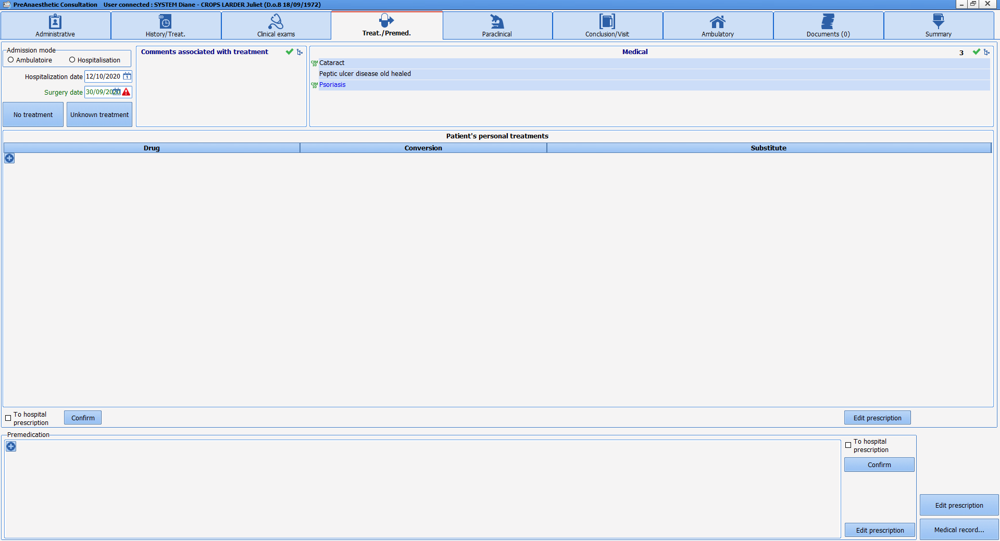 PreAnaesthetic Consultation User connected : SYSTEM Diane - CROPS LARDER Juliet (D.o.B 18/09/1972)
Administrative
History/Treat.
Clinical exams
Treat./Premed.
Paraclinical
Conclusion/Visit
Ambulatory
Documents (0)
Summary
Admission mode
Ambulatoire
Hospitalisation
Hospitalization date 12/10/2020
Surgery date 30/09/2020
No treatment
Unknown treatment
Comments associated with treatment
Medical
3
CIM 10 Cataract
Peptic ulcer disease old healed
CIM 10 Psoriasis
Patient's personal treatments
Drug
Conversion
Substitute
To hospital
prescription
Confirm
Edit prescription
Premedication
To hospital
prescription
Confirm
Edit prescription
Edit prescription
Medical record...